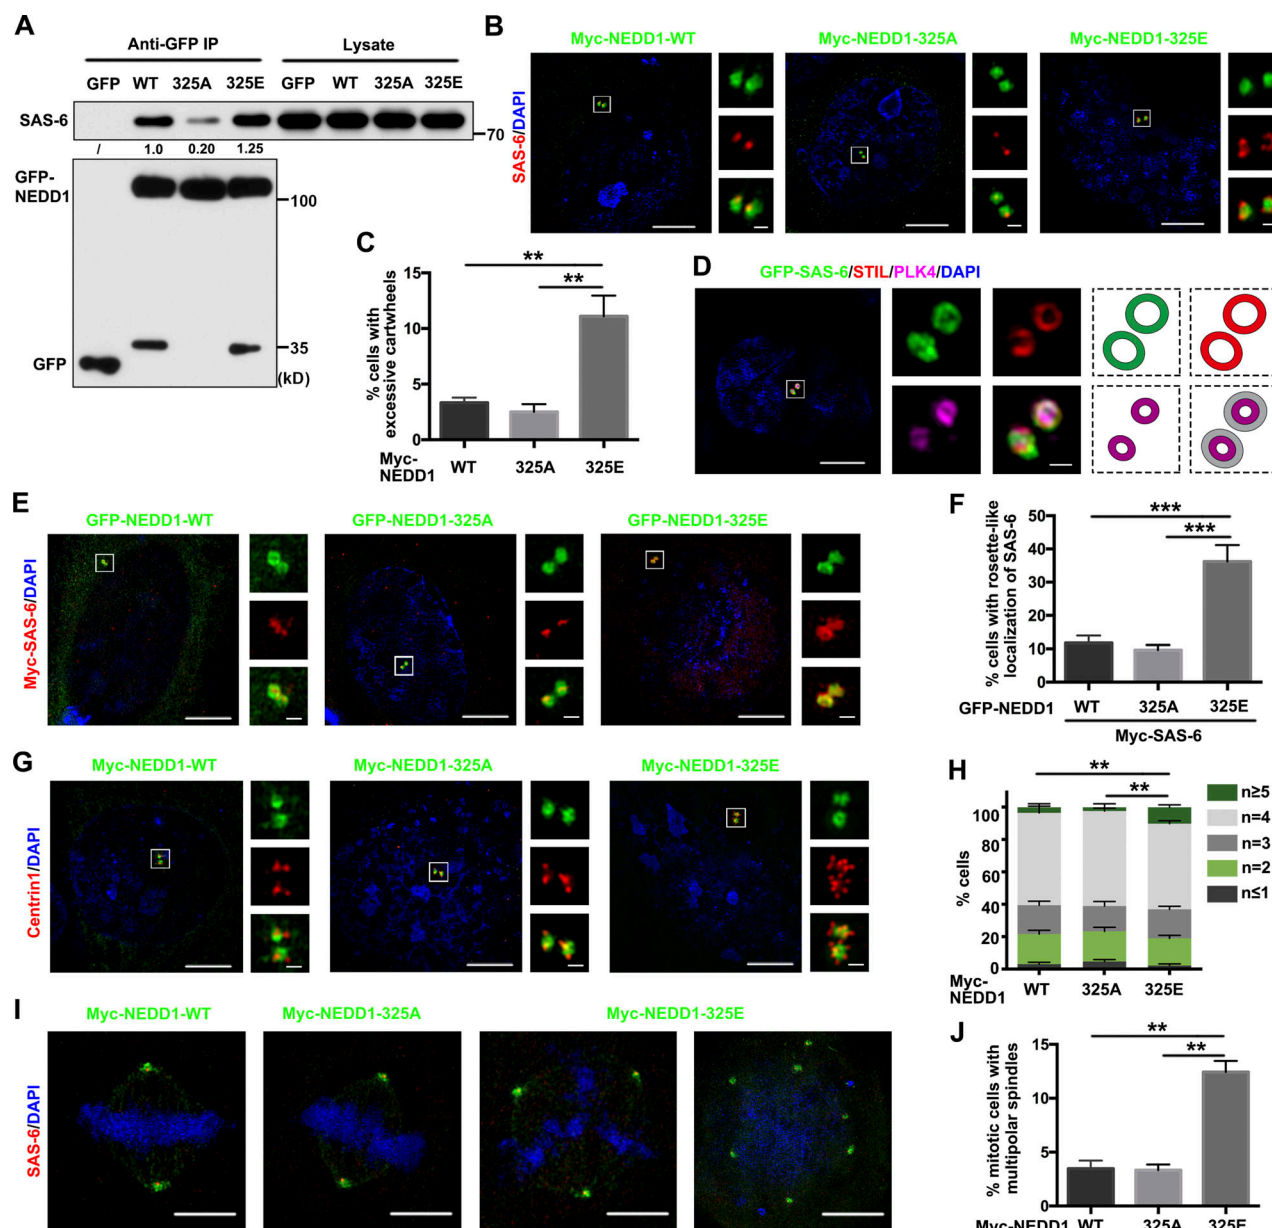 A
Anti-GFP IP Lysate
GFP WT 325A 325E GFP WT 325A 325E
SAS-6
70
/ 1.0 0.20 1.25
GFP-
NEDD1
100
35
GFP
(kD)
B
Myc-NEDD1-WT Myc-NEDD1-325A Myc-NEDD1-325E
SAS-6/DAPI
C
% cells with
excessive cartwheels
15
10
5
0
**
**
Myc-
NEDD1
WT 325A 325E
D
GFP-SAS-6/STIL/PLK4/DAPI
E
GFP-NEDD1-WT GFP-NEDD1-325A GFP-NEDD1-325E
Myc-SAS-6/DAPI
F
% cells with rosette-like
localization of SAS-6
50
40
30
20
10
0
***
***
GFP-NEDD1 WT 325A 325E
Myc-SAS-6
G
Myc-NEDD1-WT Myc-NEDD1-325A Myc-NEDD1-325E
Centrin1/DAPI
H
% cells
100
80
60
40
20
0
**
**
n≥5
n=4
n=3
n=2
n≤1
Myc-
NEDD1
WT 325A 325E
I
Myc-NEDD1-WT Myc-NEDD1-325A Myc-NEDD1-325E
SAS-6/DAPI
J
% mitotic cells with
multipolar spindles
15
10
5
0
**
**
Myc-NEDD1 WT 325A 325E